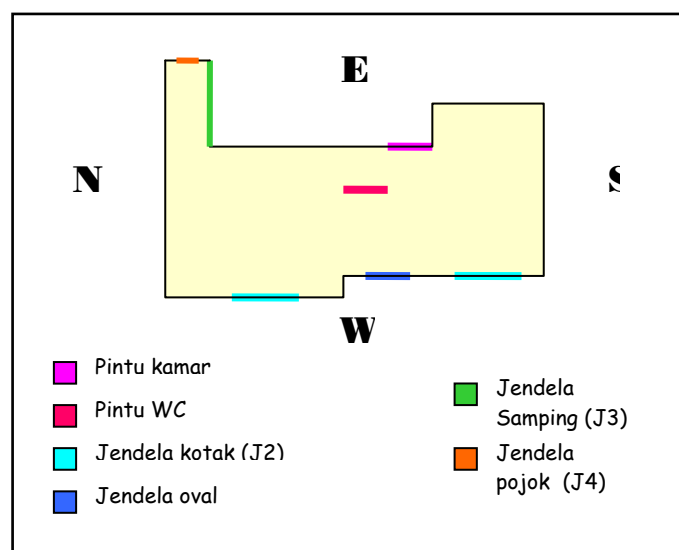 E
N
S
W
Pintu kamar
Pintu WC
Jendela kotak (J2)
Jendela oval
Jendela
Samping (J3)
Jendela
pojok (J4)